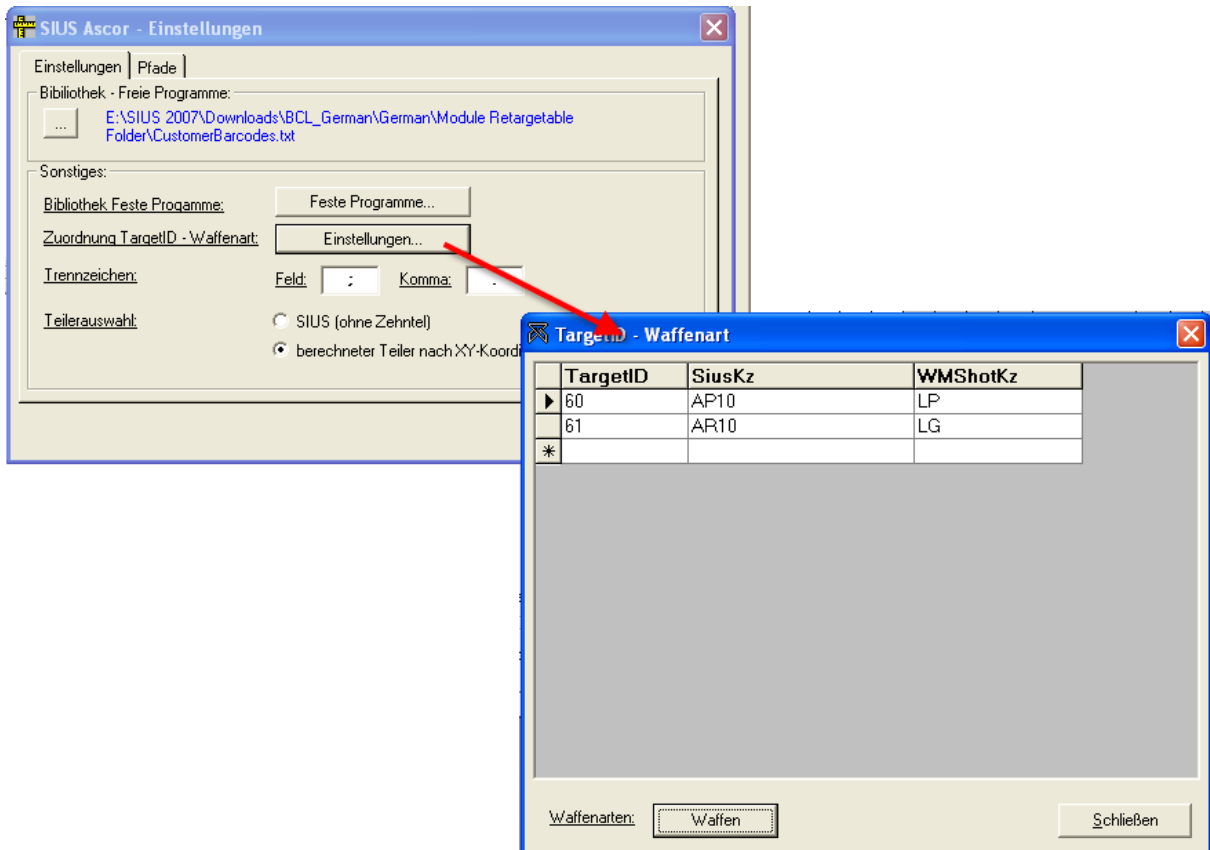 SIUS Ascor - Einstellungen
Einstellungen Pfade
Bibiliothek - Freie Programme:
... E:\SIUS 2007\Downloads\BCL_German\German\Module Retargetable
Folder\CustomerBarcodes.txt
Sonstiges:
Bibliothek Feste Progamme: Feste Programme...
Zuordnung TargetID - Waffenart: Einstellungen...
Trennzeichen: Feld: ; Komma: .
Teilerauswahl: SIUS (ohne Zehntel)
berechneter Teiler nach XY-Koordi
TargetID - Waffenart
TargetID SiusKz WMShotKz
60 AP10 LP
61 AR10 LG
Waffenarten: Waffen Schließen